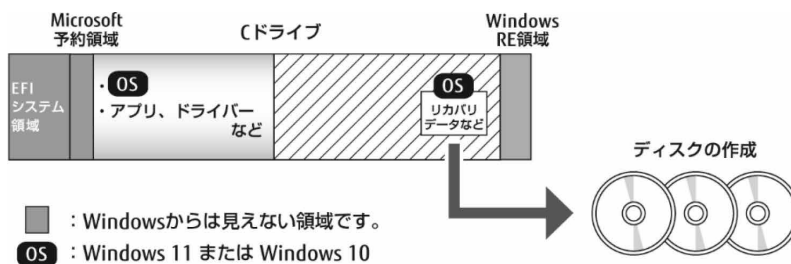 Microsoft
予約領域
Cドライブ
Windows
RE領域
EFI
システム
領域
・OS
・アプリ、ドライバー
など
OS
リカバリ
データなど
ディスクの作成
：Windowsからは見えない領域です。
OS：Windows 11 または Windows 10